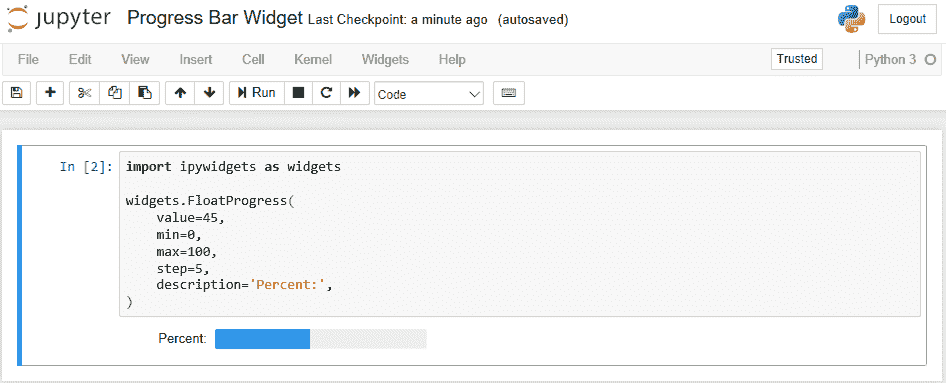 jupyter Progress Bar Widget Last Checkpoint: a minute ago (autosaved) Logout
File Edit View Insert Cell Kernel Widgets Help Trusted Python 3
Run Code
In [2]: import ipywidgets as widgets
widgets.FloatProgress(
    value=45,
    min=0,
    max=100,
    step=5,
    description='Percent:',
)
Percent: